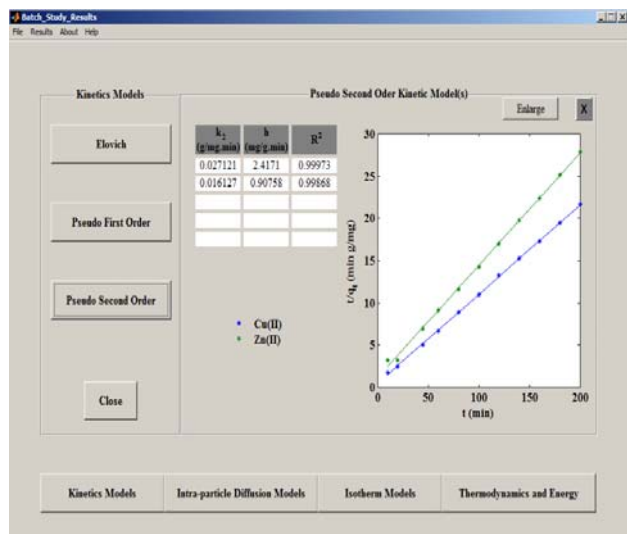 Batch_Study_Results
File Results About Help
Kinetics Models
Elovich
Pseudo First Order
Pseudo Second Order
Close
Pseudo Second Oder Kinetic Model(s)
Enlarge X
k2 h R2
(g/mg.min) (mg/g.min)
0.027121 2.4171 0.99973
0.016127 0.90758 0.99868
Cu(II)
Zn(II)
30
25
20
15
10
5
0
t/qt (min g/mg)
0 50 100 150 200
t (min)
Kinetics Models Intra-particle Diffusion Models Isotherm Models Thermodynamics and Energy